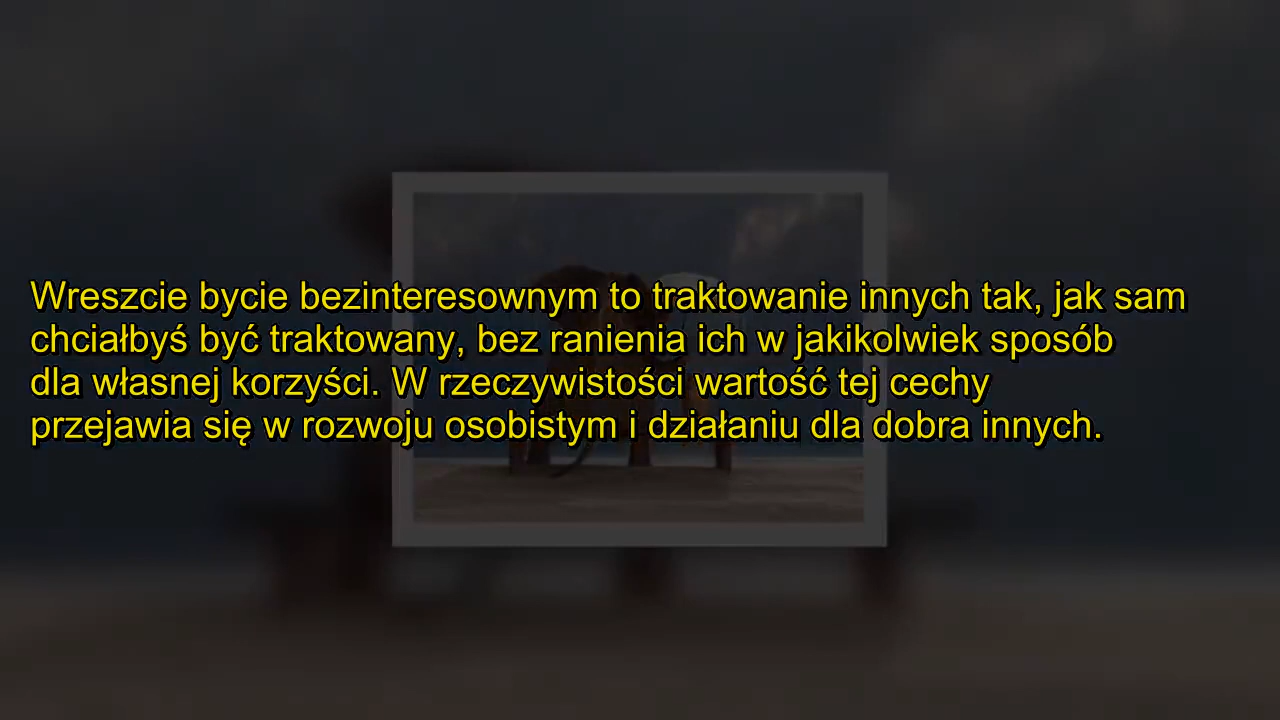 Wreszcie bycie bezinteresownym to traktowanie innych tak, jak sam
chciałbyś być traktowany, bez ranienia ich w jakikolwiek sposób
dla własnej korzyści. W rzeczywistości wartość tej cechy
przejawia się w rozwoju osobistym i działaniu dla dobra innych.